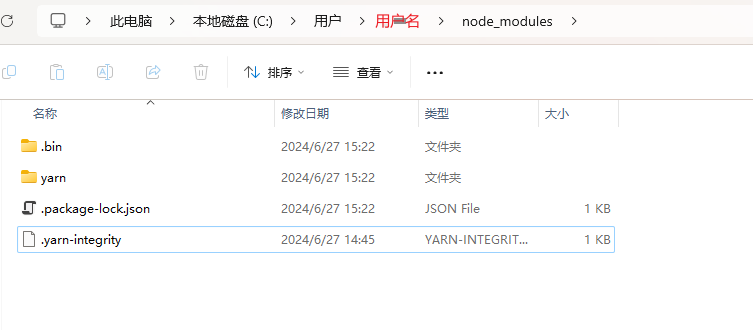 此电脑 > 本地磁盘 (C:) > 用户 > 用户名 > node_modules >
排序 查看 ...
名称 修改日期 类型 大小
.bin 2024/6/27 15:22 文件夹
yarn 2024/6/27 15:22 文件夹
.package-lock.json 2024/6/27 15:22 JSON File 1 KB
.yarn-integrity 2024/6/27 14:45 YARN-INTEGRIT... 1 KB